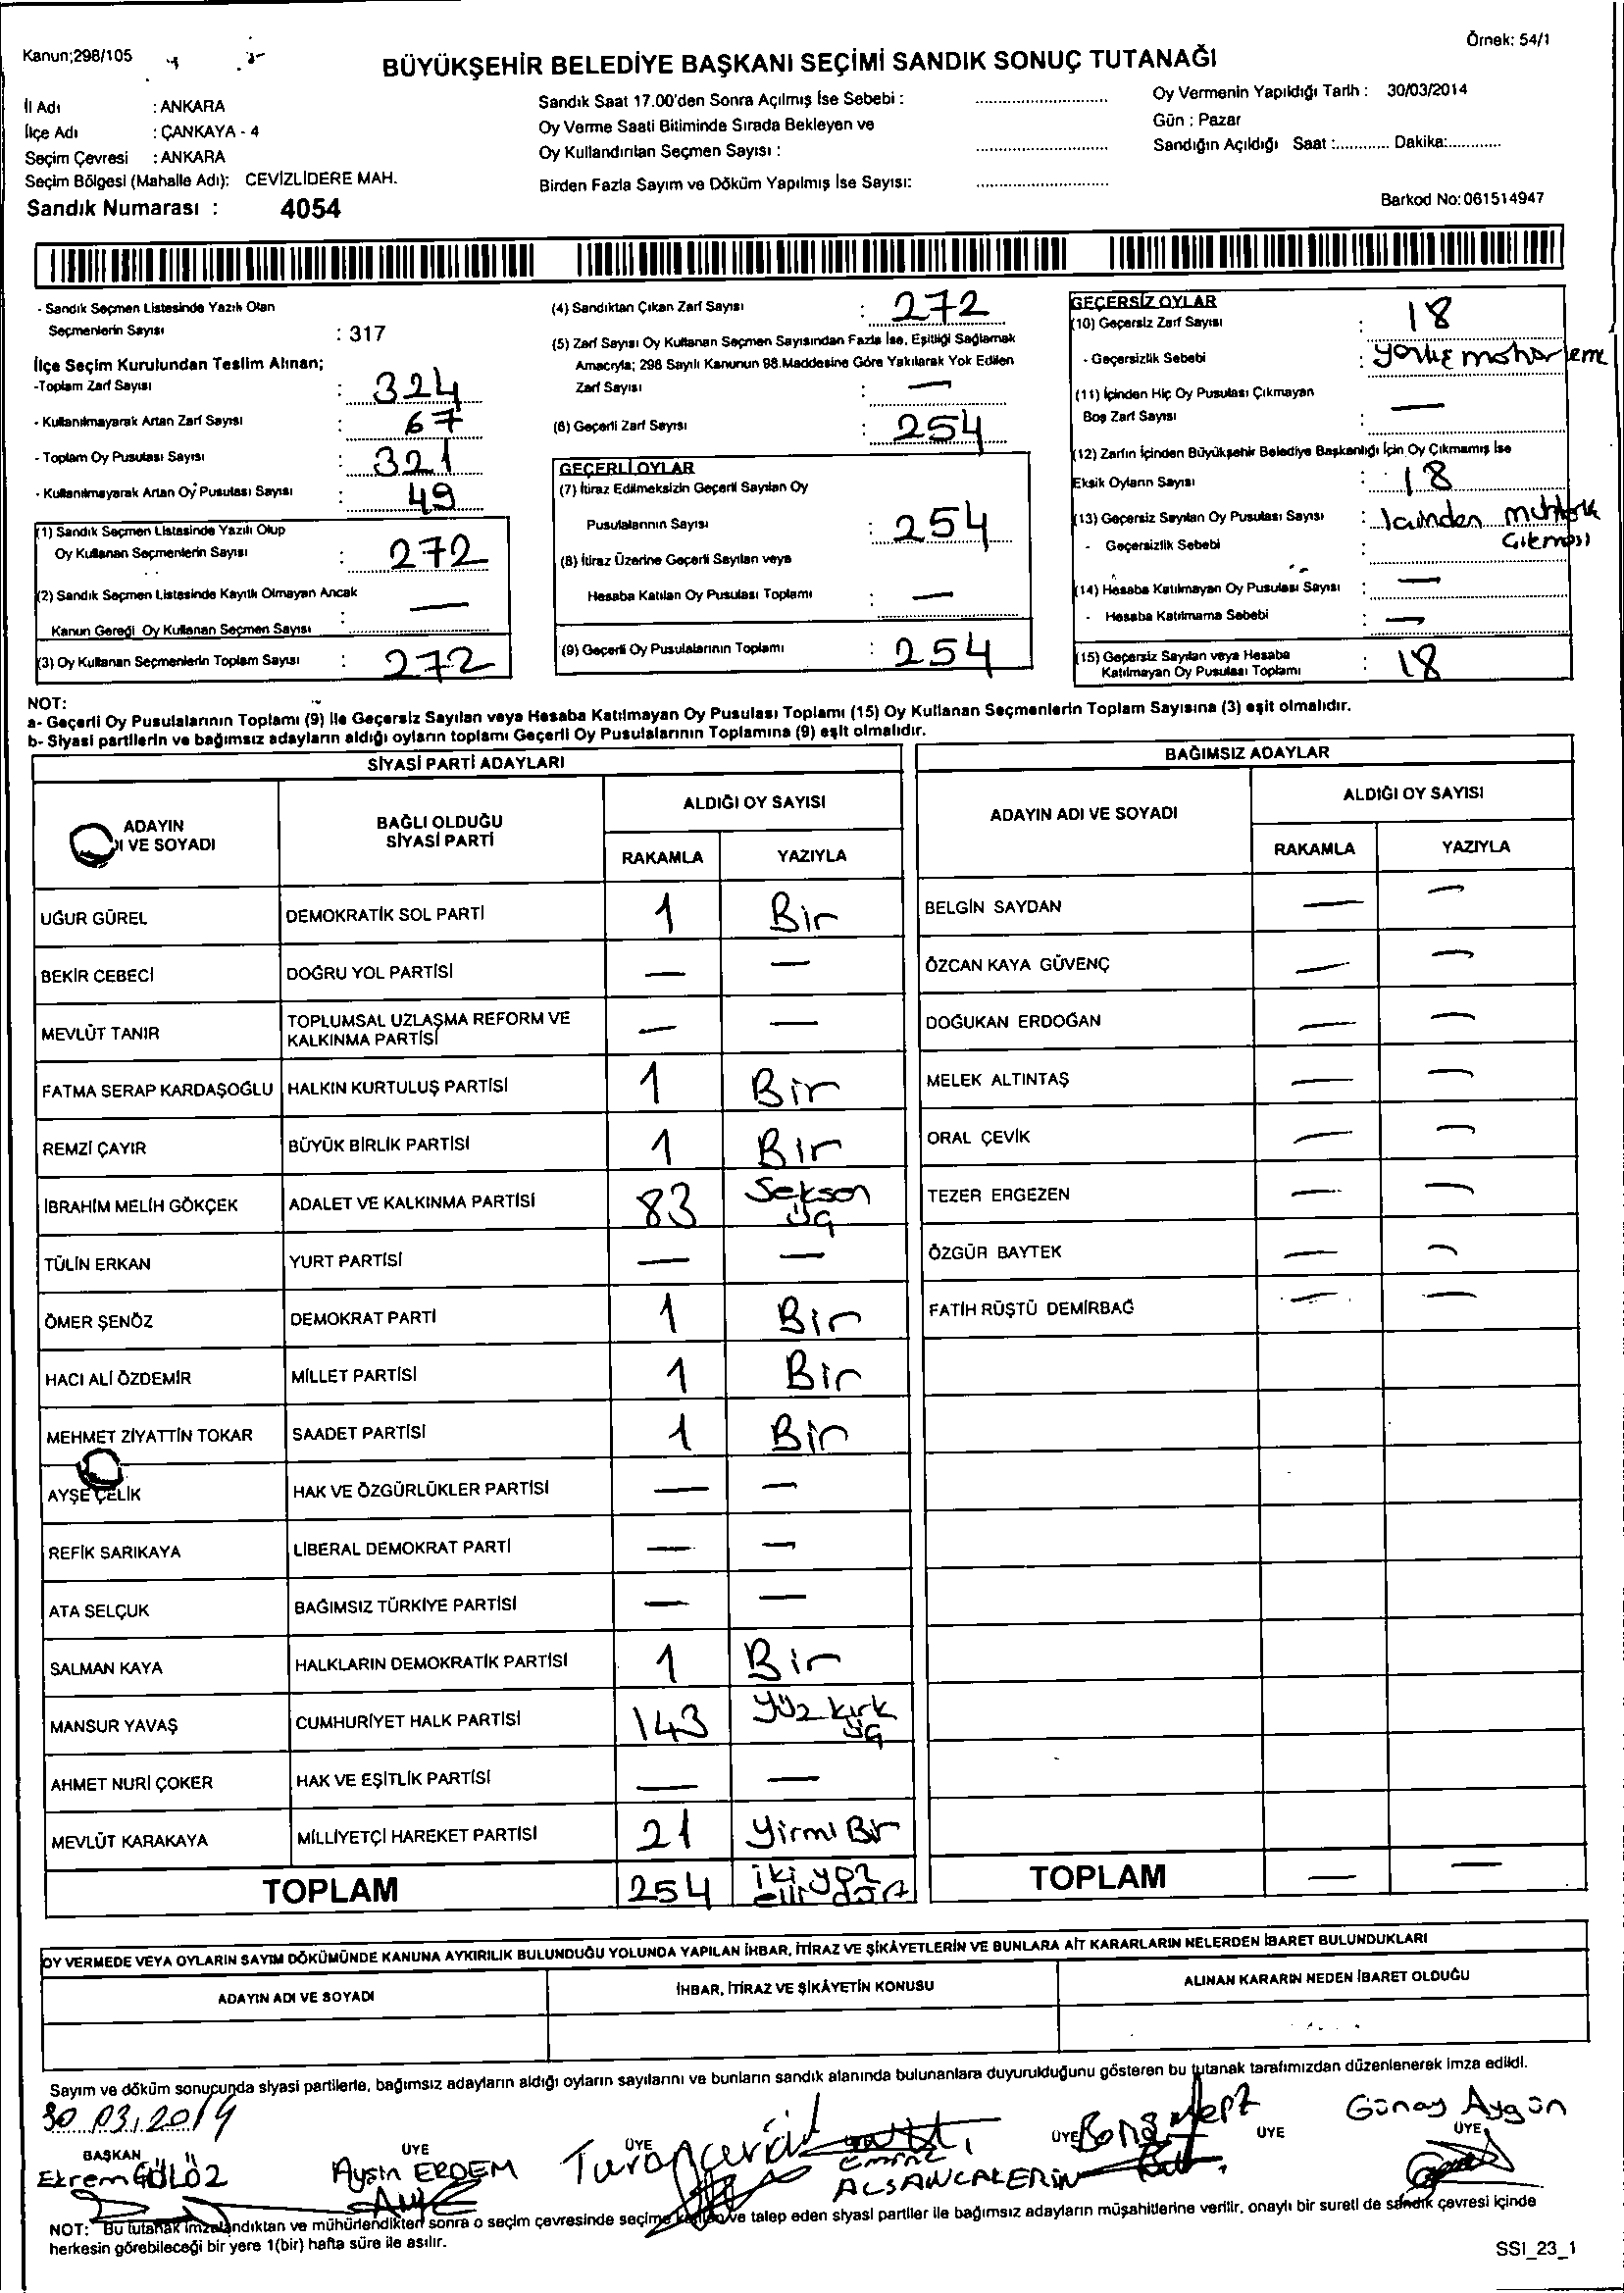 Kanun;298/105
Örnek: 54/1
BÜYÜKŞEHİR BELEDİYE BAŞKANI SEÇİMİ SANDIK SONUÇ TUTANAĞI
İl Adı : ANKARA
İlçe Adı : ÇANKAYA - 4
Seçim Çevresi : ANKARA
Seçim Bölgesi (Mahalle Adı): CEVİZLİDERE MAH.
Sandık Numarası : 4054
Sandık Saat 17.00'den Sonra Açılmış İse Sebebi :
Oy Verme Saati Bitiminde Sırada Bekleyen ve
Oy Kullandırılan Seçmen Sayısı :
Birden Fazla Sayım ve Döküm Yapılmış İse Sayısı:
Oy Vermenin Yapıldığı Tarih : 30/03/2014
Gün : Pazar
Sandığın Açıldığı Saat :............ Dakika:............
Barkod No: 061514947
- Sandık Seçmen Listesinde Yazılı Olan
Seçmenlerin Sayısı : 317
İlçe Seçim Kurulundan Teslim Alınan;
-Toplam Zarf Sayısı : 324
- Kullanılmayarak Artan Zarf Sayısı : 67
- Toplam Oy Pusulası Sayısı : 321
- Kullanılmayarak Artan Oy Pusulası Sayısı : 49
(1) Sandık Seçmen Listesinde Yazılı Olup
Oy Kullanan Seçmenlerin Sayısı : 272
(2) Sandık Seçmen Listesinde Kayıtlı Olmayan Ancak
Kanun Gereği Oy Kullanan Seçmen Sayısı : —
(3) Oy Kullanan Seçmenlerin Toplam Sayısı : 272
(4) Sandıktan Çıkan Zarf Sayısı : 272
(5) Zarf Sayısı Oy Kullanan Seçmen Sayısından Fazla İse, Eşitliği Sağlamak
Amacıyla; 298 Sayılı Kanunun 98.Maddesine Göre Yakılarak Yok Edilen
Zarf Sayısı : —
(6) Geçerli Zarf Sayısı : 254
GEÇERLİ OYLAR
(7) İtiraz Edilmeksizin Geçerli Sayılan Oy
Pusulalarının Sayısı : 254
(8) İtiraz Üzerine Geçerli Sayılan veya
Hesaba Katılan Oy Pusulası Toplamı : —
(9) Geçerli Oy Pusulalarının Toplamı : 254
GEÇERSİZ OYLAR
(10) Geçersiz Zarf Sayısı : 18
- Geçersizlik Sebebi :
(11) İçinden Hiç Oy Pusulası Çıkmayan
Boş Zarf Sayısı : —
(12) Zarfın İçinden Büyükşehir Belediye Başkanlığı İçin Oy Çıkmamış İse
Eksik Oyların Sayısı : 18
(13) Geçersiz Sayılan Oy Pusulası Sayısı : İcinden
- Geçersizlik Sebebi :
(14) Hesaba Katılmayan Oy Pusulası Sayısı : —
- Hesaba Katılmama Sebebi : —
(15) Geçersiz Sayılan veya Hesaba
Katılmayan Oy Pusulası Toplamı : 18
NOT:
a- Geçerli Oy Pusulalarının Toplamı (9) ile Geçersiz Sayılan veya Hesaba Katılmayan Oy Pusulası Toplamı (15) Oy Kullanan Seçmenlerin Toplam Sayısına (3) eşit olmalıdır.
b- Siyasi partilerin ve bağımsız adayların aldığı oyların toplamı Geçerli Oy Pusulalarının Toplamına (9) eşit olmalıdır.
SİYASİ PARTİ ADAYLARI
ADAYIN
I VE SOYADI
BAĞLI OLDUĞU
SİYASİ PARTİ
ALDIĞI OY SAYISI
RAKAMLA YAZIYLA
UĞUR GÜREL DEMOKRATİK SOL PARTİ 1 Bir
BEKİR CEBECİ DOĞRU YOL PARTİSİ — —
MEVLÜT TANIR TOPLUMSAL UZLAŞMA REFORM VE
KALKINMA PARTİSİ — —
FATMA SERAP KARDAŞOĞLU HALKIN KURTULUŞ PARTİSİ 1 Bir
REMZİ ÇAYIR BÜYÜK BİRLİK PARTİSİ 1 Bir
İBRAHİM MELİH GÖKÇEK ADALET VE KALKINMA PARTİSİ 83 Seksen
üç
TÜLİN ERKAN YURT PARTİSİ — —
ÖMER ŞENÖZ DEMOKRAT PARTİ 1 Bir
HACI ALİ ÖZDEMİR MİLLET PARTİSİ 1 Bir
MEHMET ZİYATTİN TOKAR SAADET PARTİSİ 1 Bir
AYŞE ÇELİK HAK VE ÖZGÜRLÜKLER PARTİSİ — —
REFİK SARIKAYA LİBERAL DEMOKRAT PARTİ — —
ATA SELÇUK BAĞIMSIZ TÜRKİYE PARTİSİ — —
SALMAN KAYA HALKLARIN DEMOKRATİK PARTİSİ 1 Bir
MANSUR YAVAŞ CUMHURİYET HALK PARTİSİ 143 yüz kırk
üç
AHMET NURİ ÇOKER HAK VE EŞİTLİK PARTİSİ — —
MEVLÜT KARAKAYA MİLLİYETÇİ HAREKET PARTİSİ 21 Yirmi Bir
TOPLAM 254 iki yüz
elli dört
BAĞIMSIZ ADAYLAR
ADAYIN ADI VE SOYADI
ALDIĞI OY SAYISI
RAKAMLA YAZIYLA
BELGİN SAYDAN — —
ÖZCAN KAYA GÜVENÇ — —
DOĞUKAN ERDOĞAN — —
MELEK ALTINTAŞ — —
ORAL ÇEVİK — —
TEZER ERGEZEN — —
ÖZGÜR BAYTEK — —
FATİH RÜŞTÜ DEMİRBAĞ — —
TOPLAM — —
OY VERMEDE VEYA OYLARIN SAYIM DÖKÜMÜNDE KANUNA AYKIRILIK BULUNDUĞU YOLUNDA YAPILAN İHBAR, İTİRAZ VE ŞİKÂYETLERİN VE BUNLARA AİT KARARLARIN NELERDEN İBARET BULUNDUKLARI
ADAYIN ADI VE SOYADI
İHBAR, İTİRAZ VE ŞİKÂYETİN KONUSU
ALINAN KARARIN NEDEN İBARET OLDUĞU
Sayım ve döküm sonucunda siyasi partilerle, bağımsız adayların aldığı oyların sayılarını ve bunların sandık alanında bulunanlara duyurulduğunu gösteren bu tutanak tarafımızdan düzenlenerek imza edildi.
30.03.2014
BAŞKAN ÜYE ÜYE ÜYE ÜYE ÜYE
Ekrem GÜLÖZ
Aysin ERDEM
Günay Aygün
NOT: Bu tutanak imzalandıktan ve mühürlendikten sonra o seçim çevresinde seçime katılan ve talep eden siyasi partiler ile bağımsız adayların müşahitlerine verilir, onaylı bir sureti de sandık çevresi içinde
herkesin görebileceği bir yere 1(bir) hafta süre ile asılır.
SSI_23_1